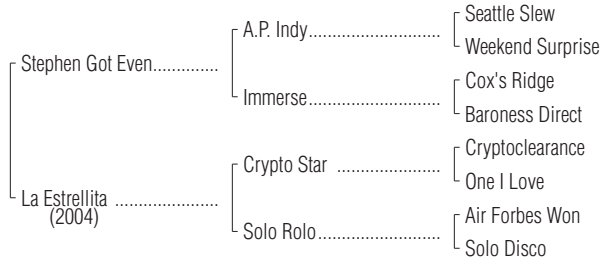 Seattle Slew
A.P. Indy
Weekend Surprise
Stephen Got Even
Cox's Ridge
Immerse
Baroness Direct
Cryptoclearance
Crypto Star
One I Love
La Estrellita
(2004)
Air Forbes Won
Solo Rolo
Solo Disco